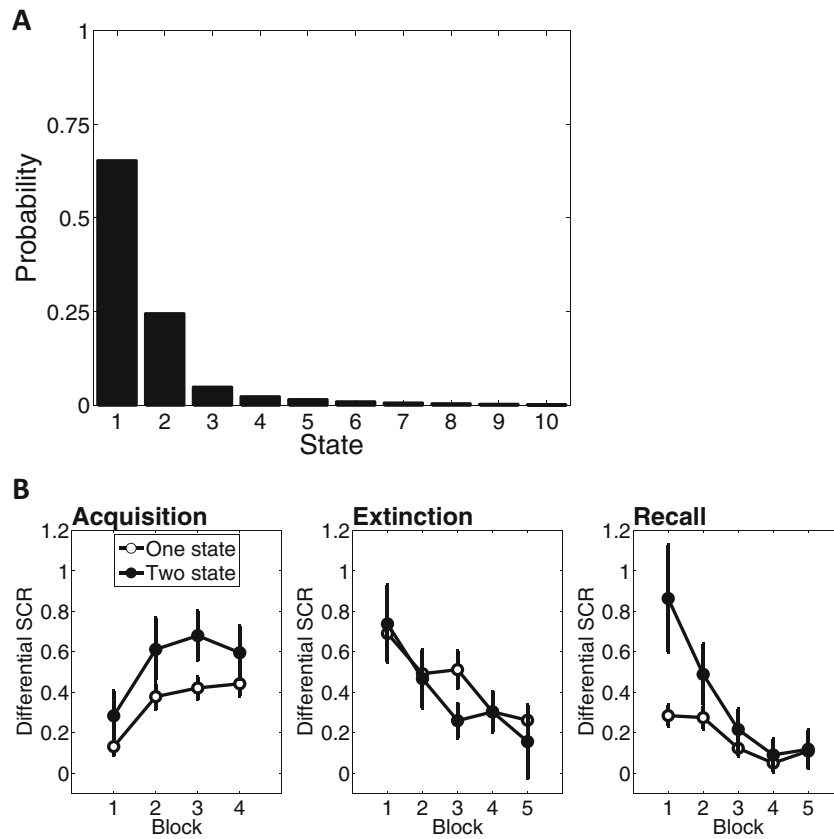 A
1
0.75
0.5
0.25
0
Probability
1 2 3 4 5 6 7 8 9 10
State
B
Acquisition
1.2
1
0.8
0.6
0.4
0.2
0
Differential SCR
One state
Two state
1 2 3 4
Block
Extinction
1.2
1
0.8
0.6
0.4
0.2
0
Differential SCR
1 2 3 4 5
Block
Recall
1.2
1
0.8
0.6
0.4
0.2
0
Differential SCR
1 2 3 4 5
Block